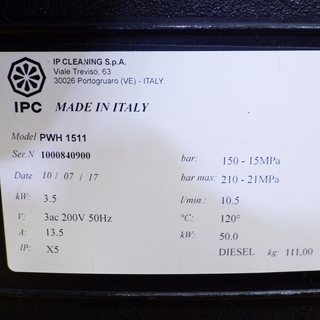 IP CLEANING S.p.A.
Viale Treviso, 63
30026 Portogruaro (VE) - ITALY
IPC MADE IN ITALY
Model PWH 1511
Ser.N 1000840900
bar: 150 - 15MPa
Date 10 / 07 / 17
bar max: 210 - 21MPa
kW: 3.5
l/min.: 10.5
V: 3ac 200V 50Hz
°C: 120°
A: 13.5
kW: 50.0
IP: X5
DIESEL kg: 111,00